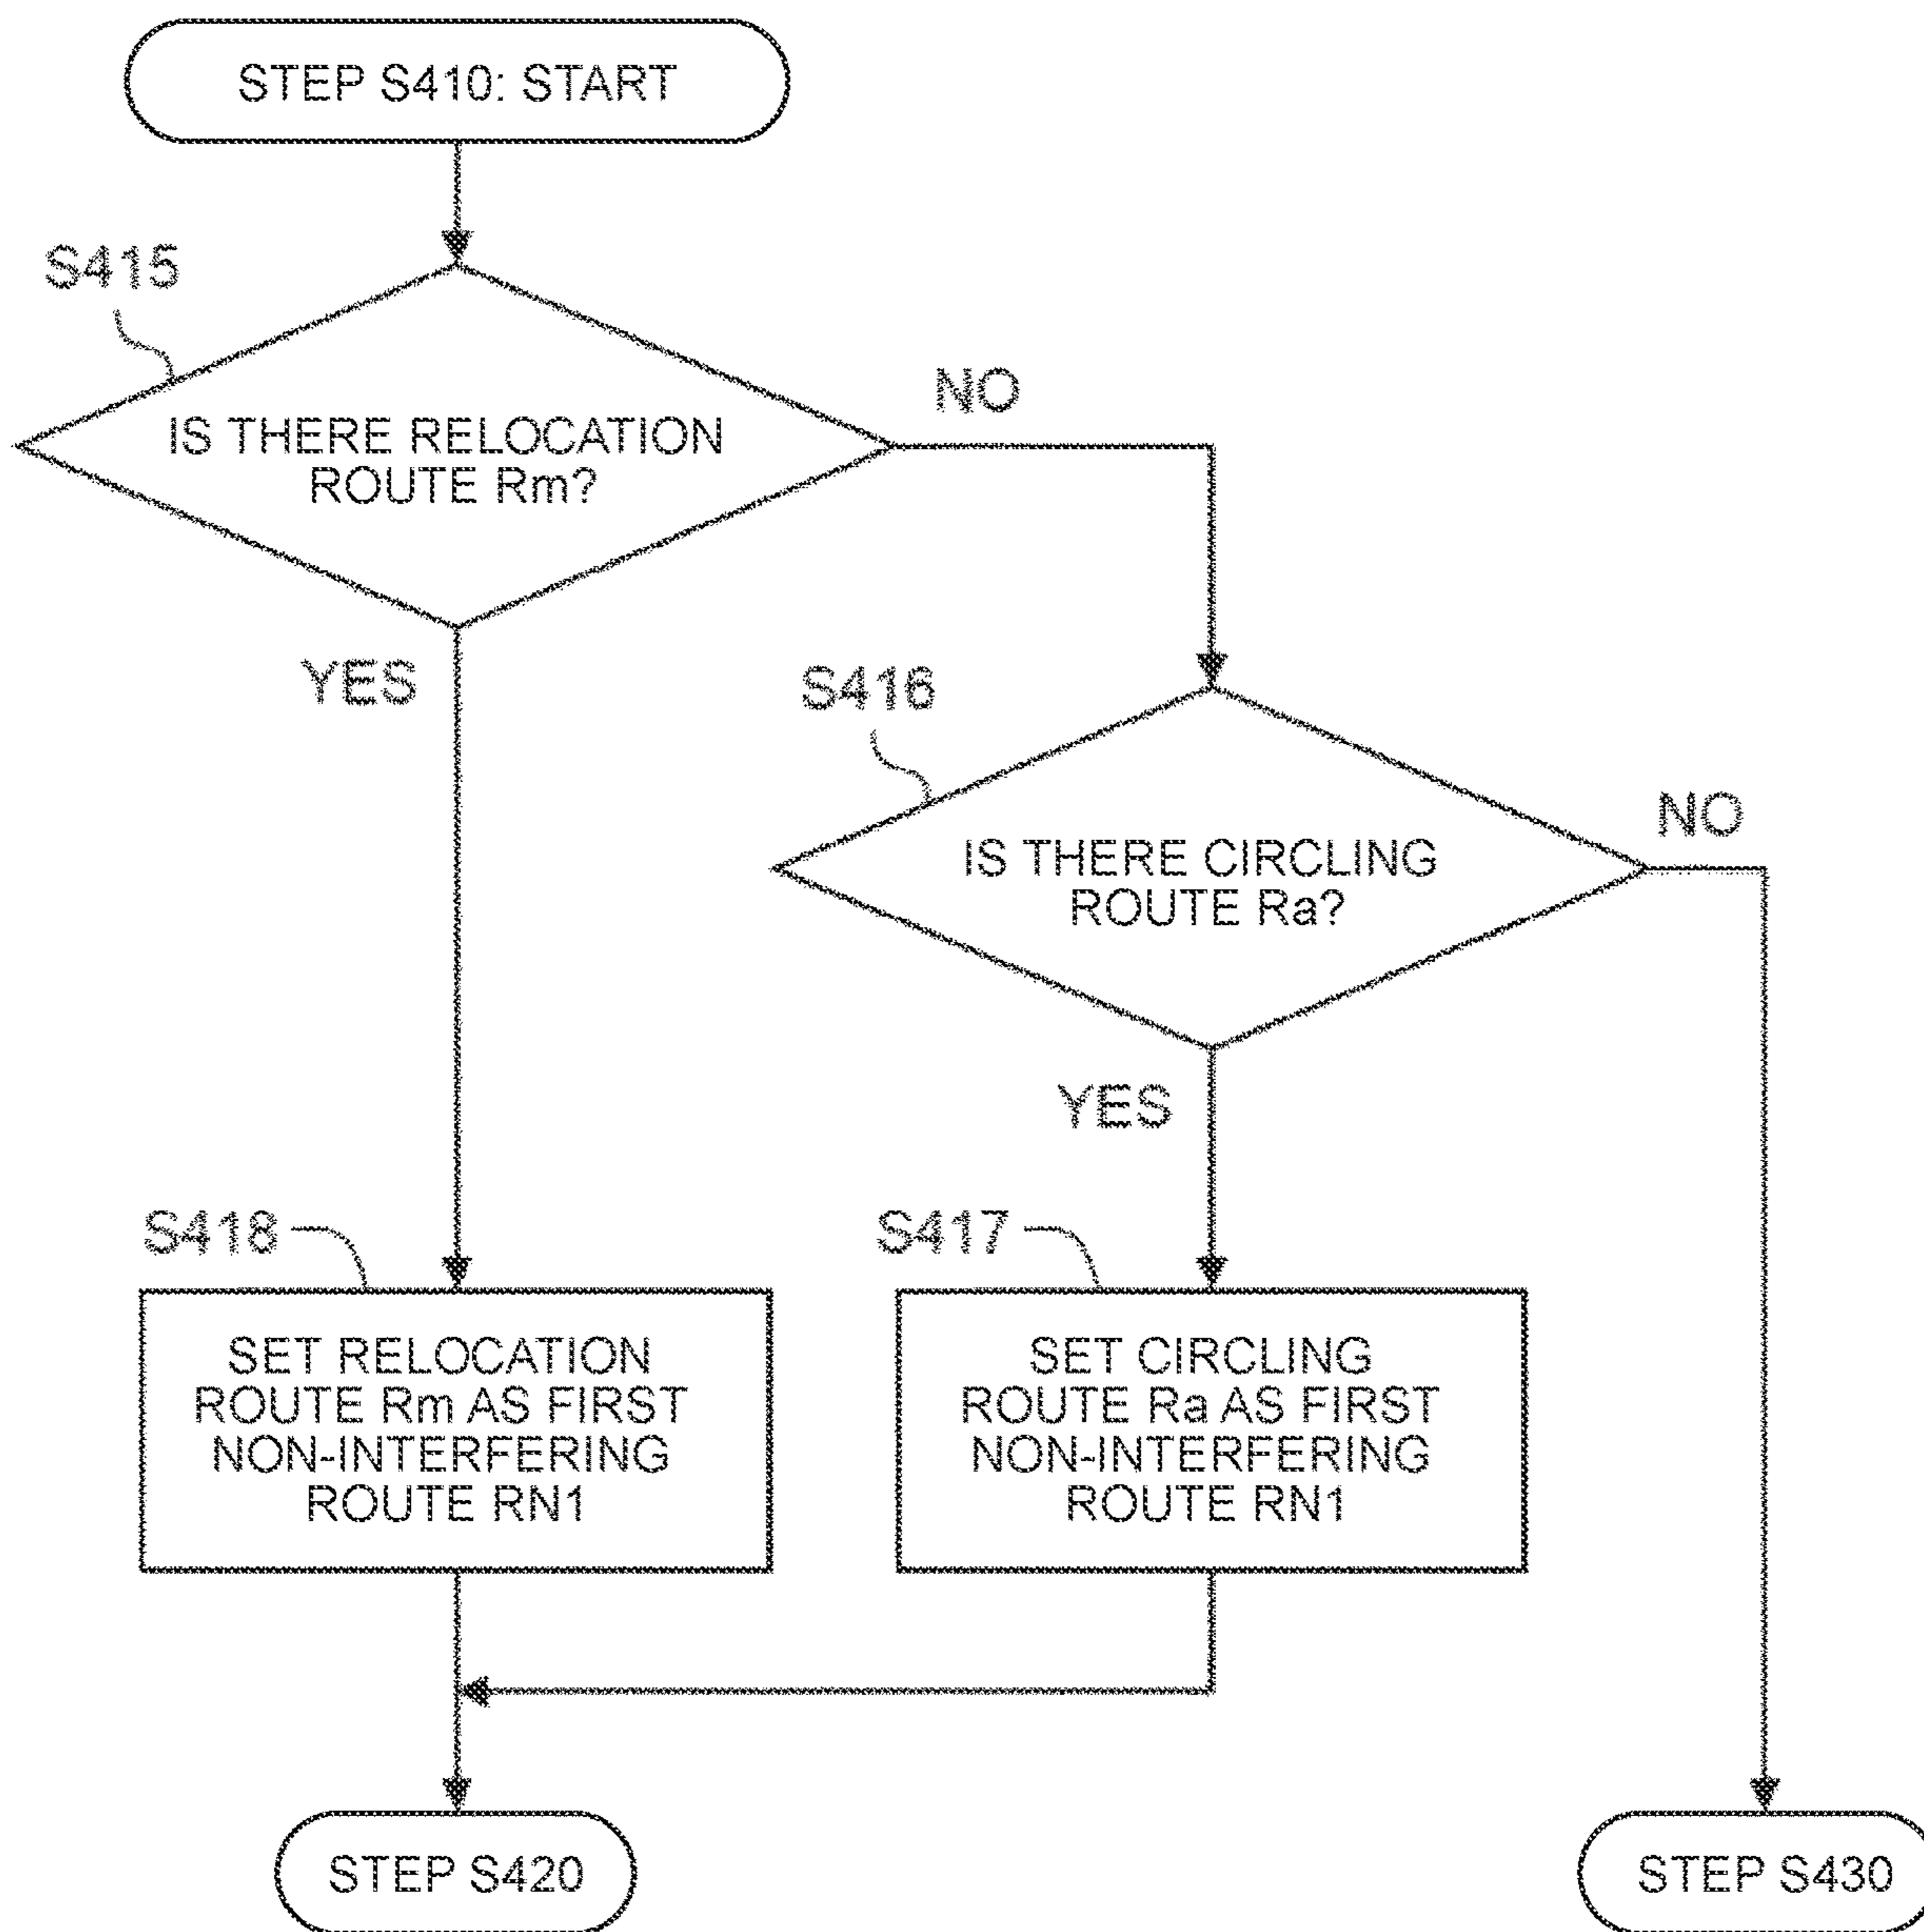 STEP S410: START
S415
IS THERE RELOCATION
ROUTE Rm?
NO
YES
S416
IS THERE CIRCLING
ROUTE Ra?
NO
YES
S418
SET RELOCATION
ROUTE Rm AS FIRST
NON-INTERFERING
ROUTE RN1
S417
SET CIRCLING
ROUTE Ra AS FIRST
NON-INTERFERING
ROUTE RN1
STEP S420
STEP S430